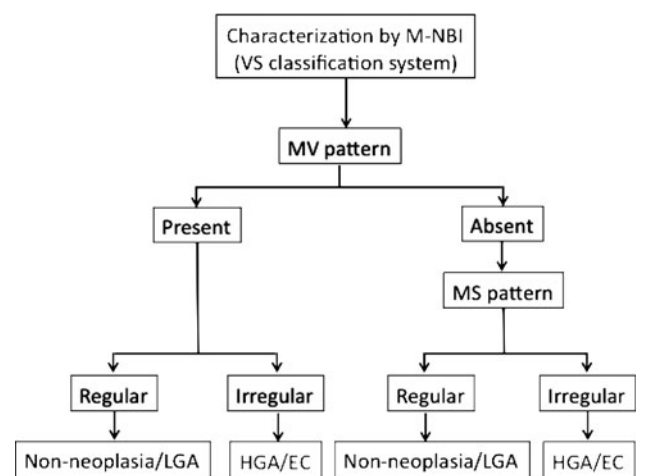 Characterization by M-NBI
(VS classification system)
MV pattern
Present
Absent
MS pattern
Regular
Irregular
Regular
Irregular
Non-neoplasia/LGA
HGA/EC
Non-neoplasia/LGA
HGA/EC